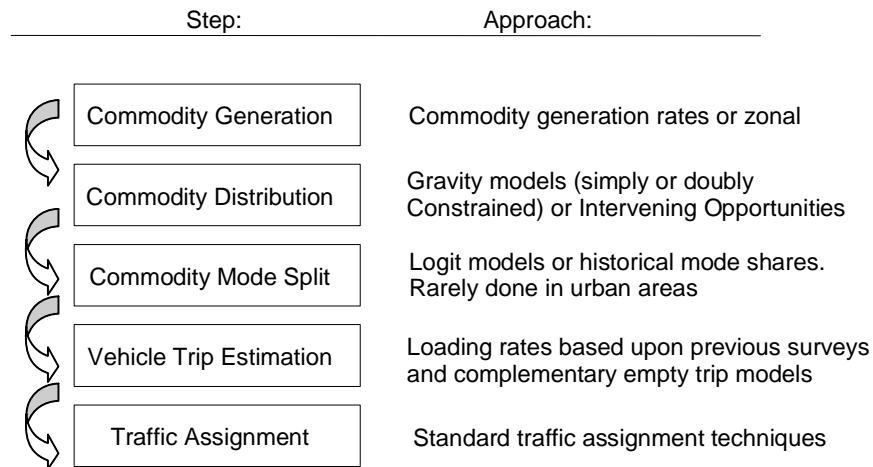 Step: Approach:
Commodity Generation Commodity generation rates or zonal
Commodity Distribution Gravity models (simply or doubly
Constrained) or Intervening Opportunities
Commodity Mode Split Logit models or historical mode shares.
Rarely done in urban areas
Vehicle Trip Estimation Loading rates based upon previous surveys
and complementary empty trip models
Traffic Assignment Standard traffic assignment techniques